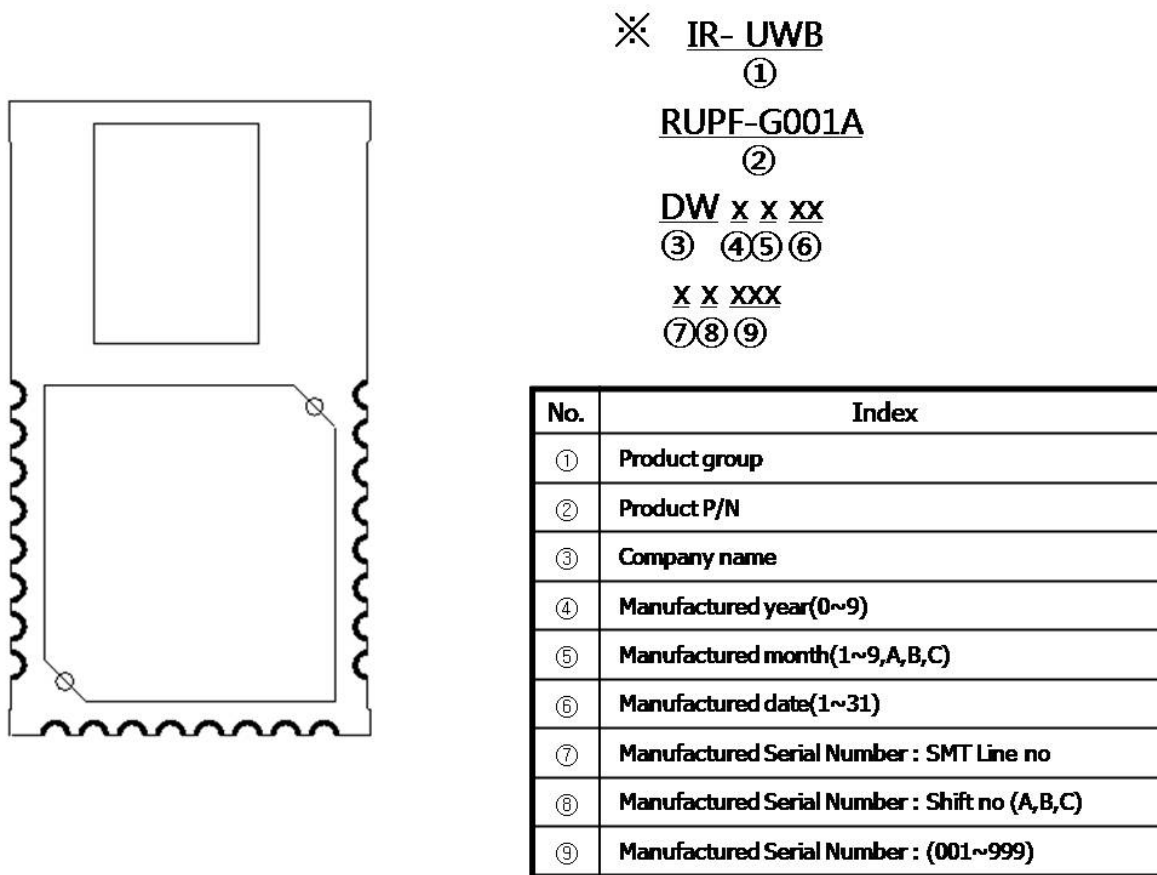 ※ IR- UWB
①
RUPF-G001A
②
DW x x xx
③ ④⑤⑥
x x xxx
⑦⑧⑨
No. Index
① Product group
② Product P/N
③ Company name
④ Manufactured year(0~9)
⑤ Manufactured month(1~9,A,B,C)
⑥ Manufactured date(1~31)
⑦ Manufactured Serial Number : SMT Line no
⑧ Manufactured Serial Number : Shift no (A,B,C)
⑨ Manufactured Serial Number : (001~999)